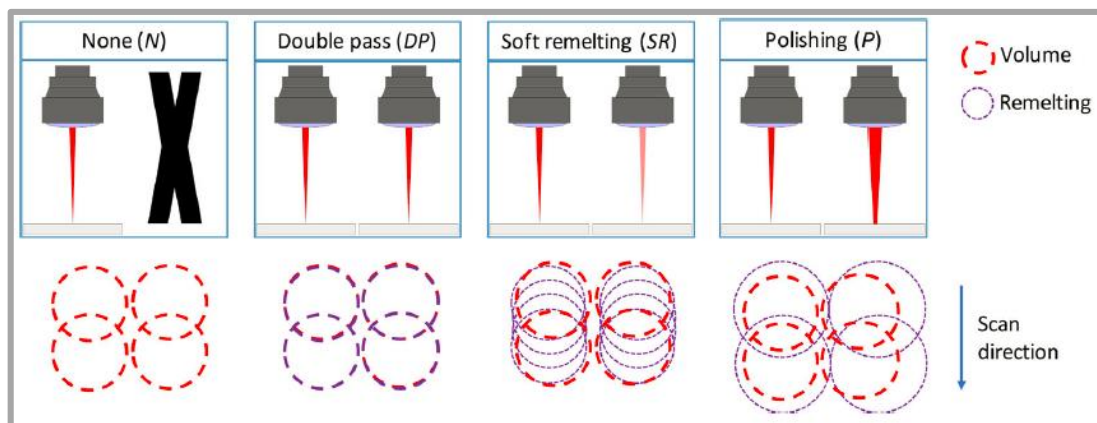 None (N)
Double pass (DP)
Soft remelting (SR)
Polishing (P)
Volume
Remelting
Scan
direction